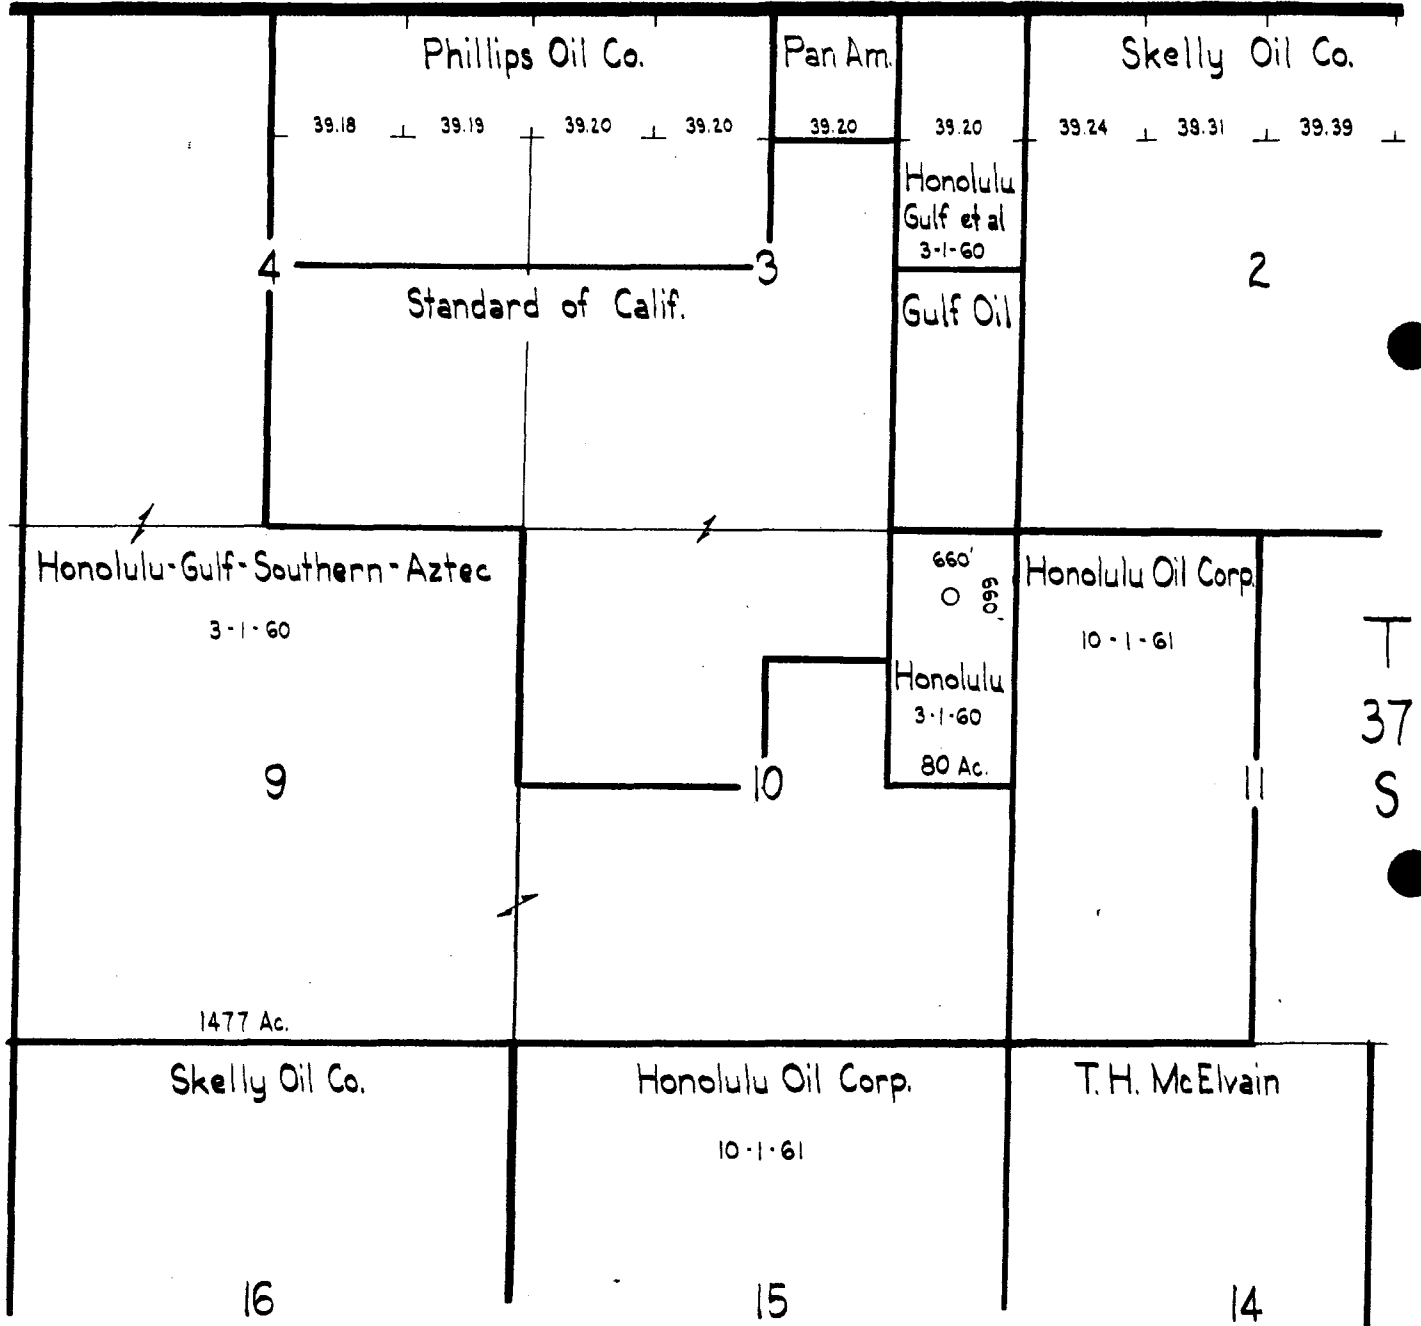 Phillips Oil Co.
Pan Am.
Skelly Oil Co.
39.18 39.19 39.20 39.20 39.20 39.20 39.24 39.31 39.39
Honolulu
Gulf et al
3-1-60
4
3
2
Standard of Calif.
Gulf Oil
Honolulu-Gulf-Southern-Aztec
3-1-60
660'
660'
Honolulu Oil Corp.
10-1-61
T
37
S
Honolulu
3-1-60
80 Ac.
9
10
11
1477 Ac.
Skelly Oil Co.
Honolulu Oil Corp.
T.H. McElvain
10-1-61
16
15
14